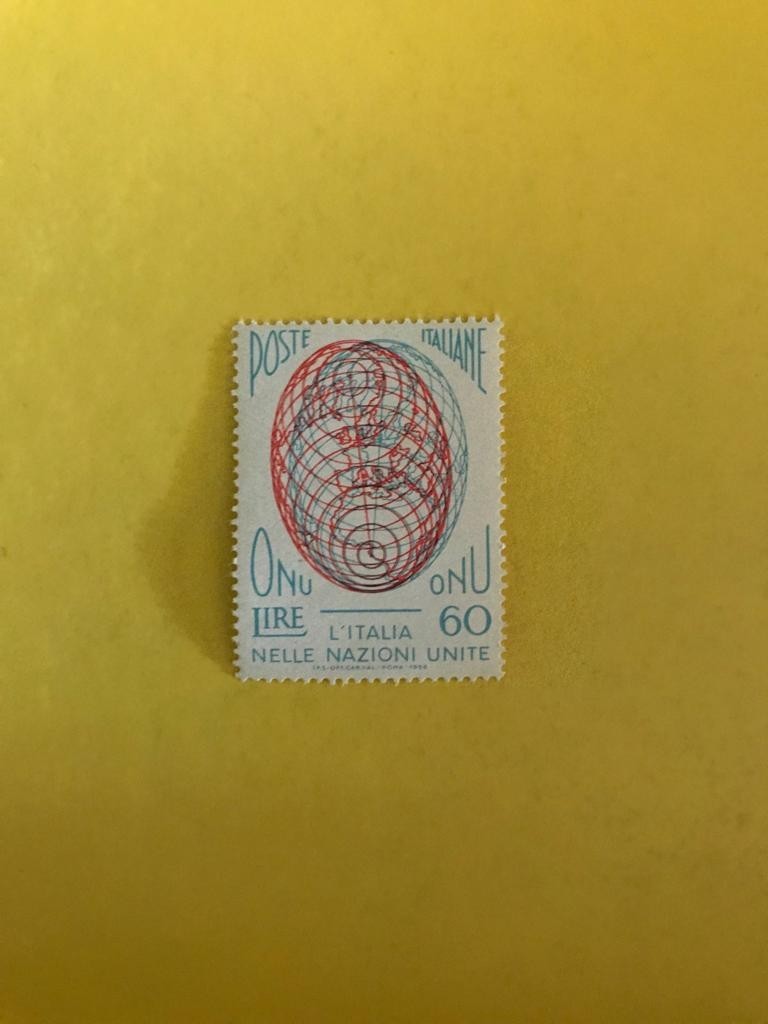 POSTE ITALIANE
ONU ONU
LIRE 60
L'ITALIA
NELLE NAZIONI UNITE